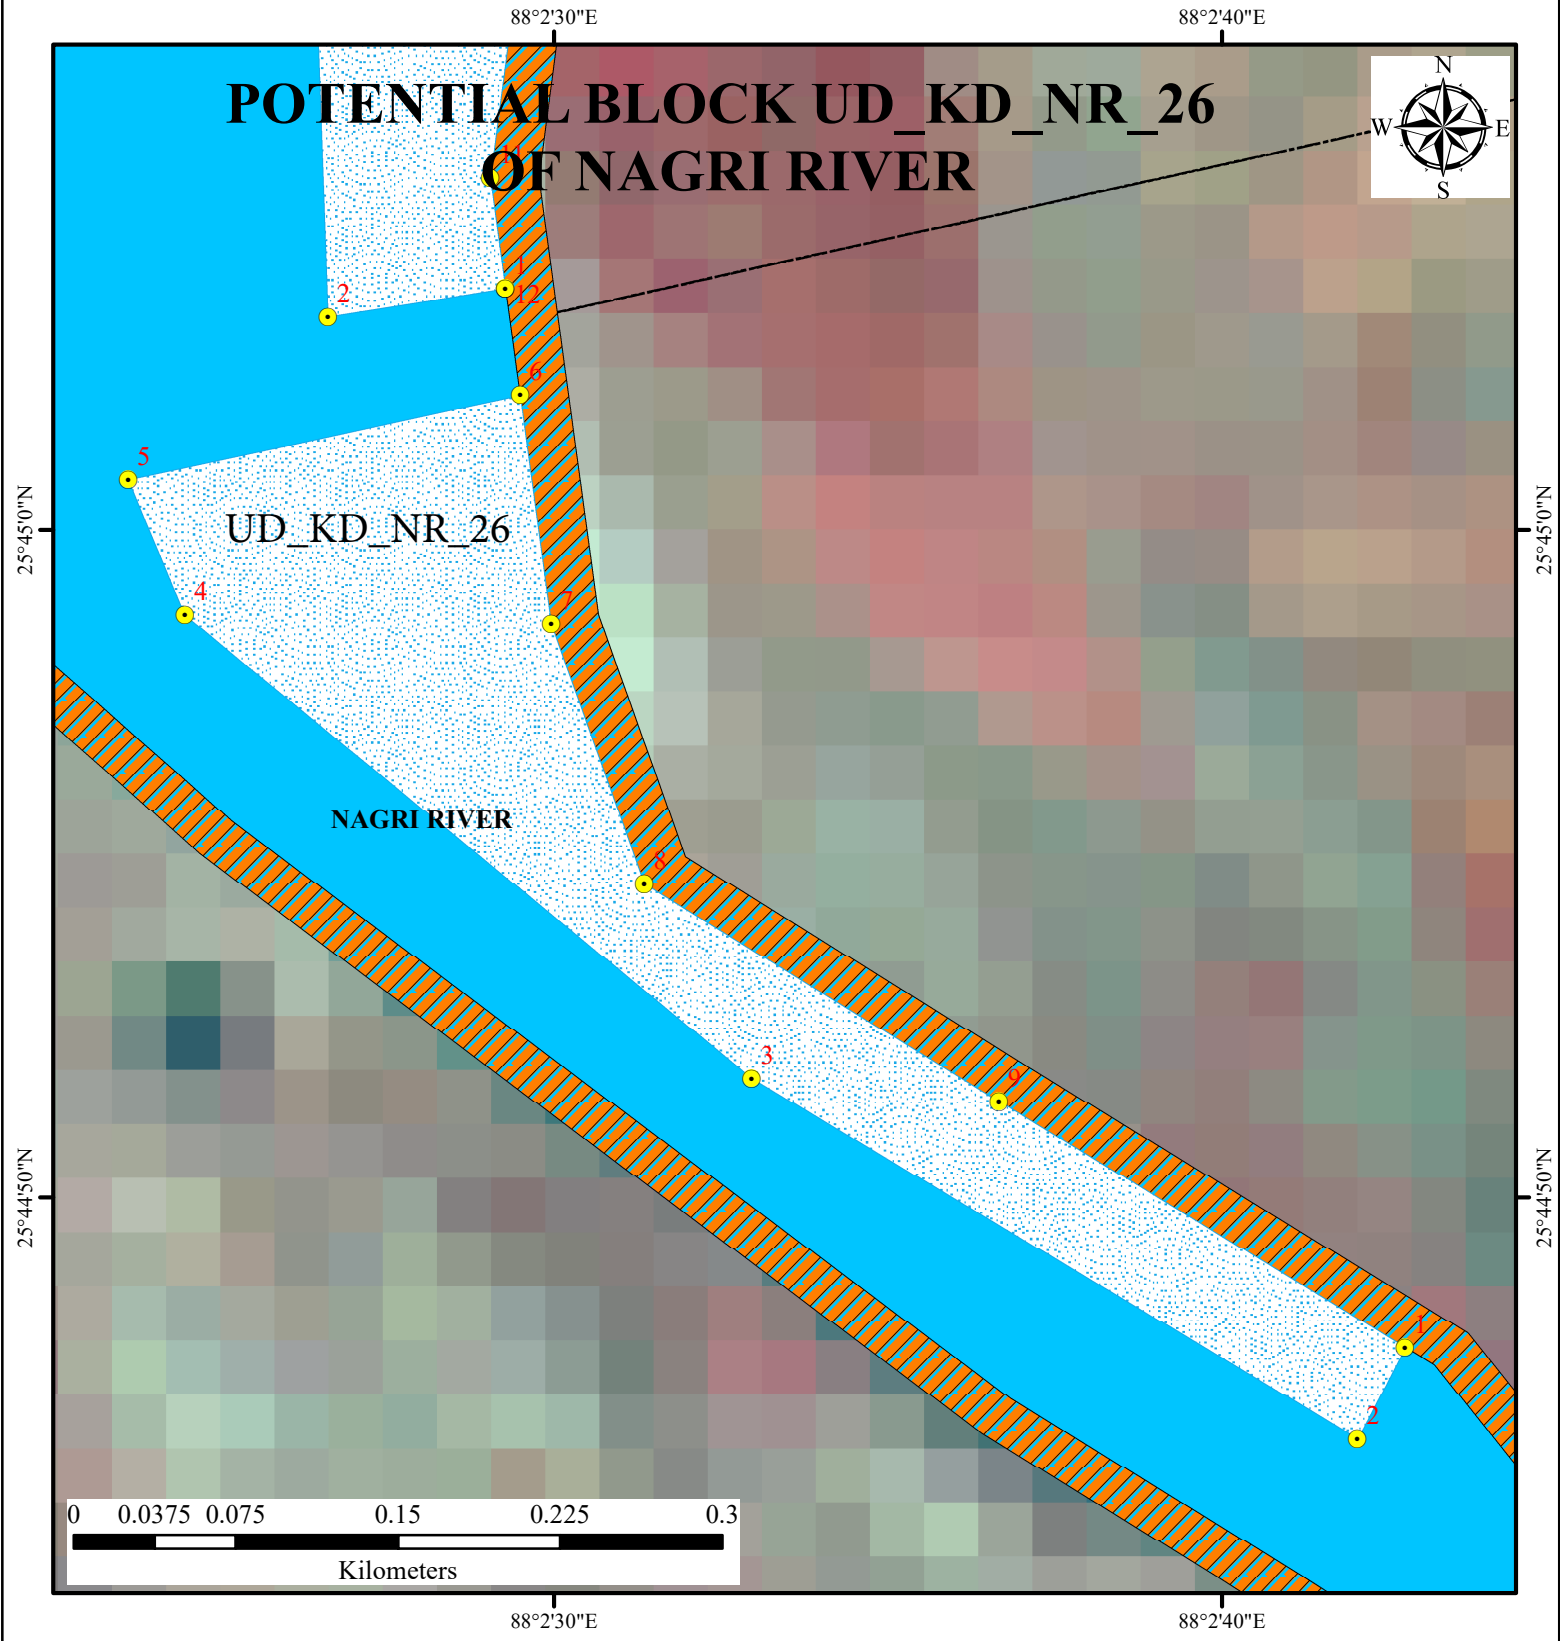 88°2'30"E 88°2'40"E
POTENTIAL BLOCK UD_KD_NR_26
OF NAGRI RIVER
N
W E
S
11
1
12
2
6
5
25°45'0"N 25°45'0"N
UD_KD_NR_26
4
7
NAGRI RIVER
8
3
9
25°44'50"N 25°44'50"N
1
2
0 0.0375 0.075 0.15 0.225 0.3
Kilometers
88°2'30"E 88°2'40"E